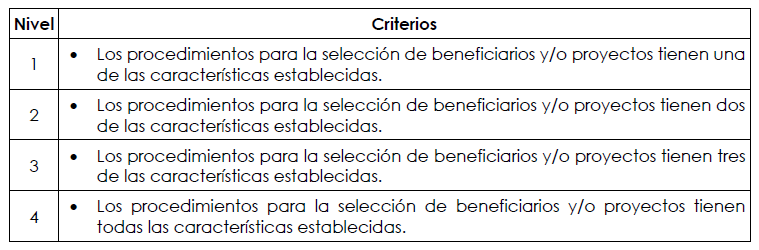 Nivel Criterios
1 • Los procedimientos para la selección de beneficiarios y/o proyectos tienen una
de las características establecidas.
2 • Los procedimientos para la selección de beneficiarios y/o proyectos tienen dos
de las características establecidas.
3 • Los procedimientos para la selección de beneficiarios y/o proyectos tienen tres
de las características establecidas.
4 • Los procedimientos para la selección de beneficiarios y/o proyectos tienen
todas las características establecidas.